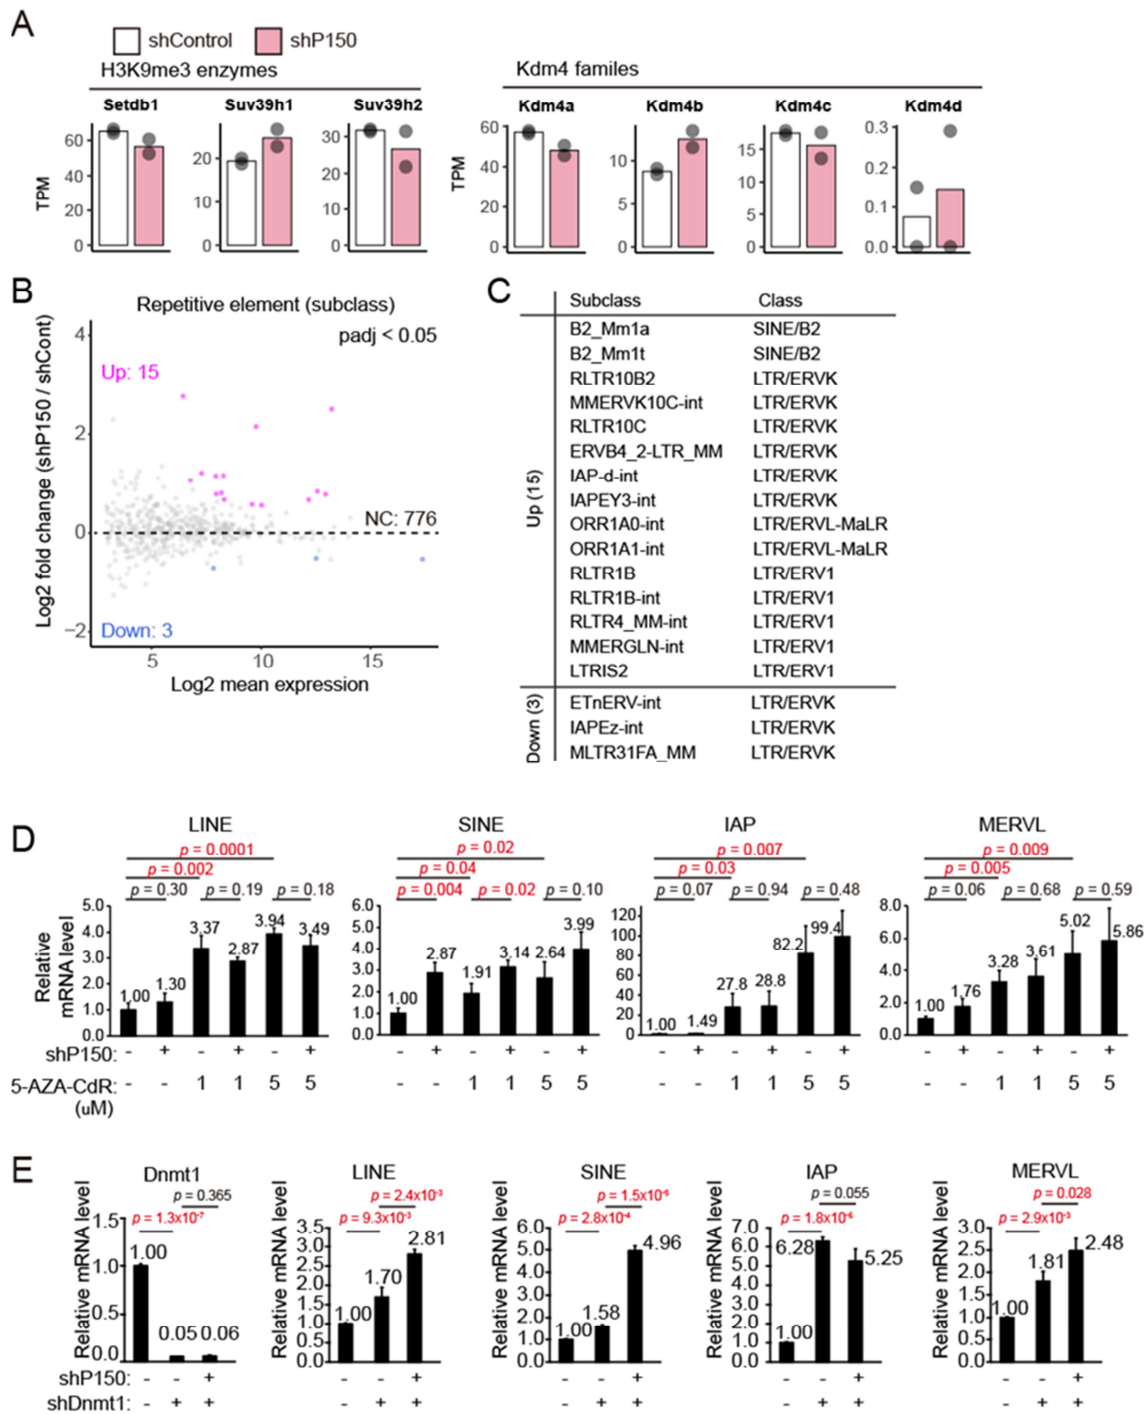 A
shControl shP150
H3K9me3 enzymes Kdm4 familes
Setdb1 Suv39h1 Suv39h2 Kdm4a Kdm4b Kdm4c Kdm4d
TPM
60
40
20
0
20
10
0
30
20
10
0
TPM
60
40
20
0
10
5
0
15
10
5
0
0.3
0.2
0.1
0.0
B
Repetitive element (subclass)
padj < 0.05
Up: 15
NC: 776
Down: 3
Log2 fold change (shP150 / shCont)
4
2
0
−2
5 10 15
Log2 mean expression
C
Subclass Class
Up (15)
B2_Mm1a SINE/B2
B2_Mm1t SINE/B2
RLTR10B2 LTR/ERVK
MMERVK10C-int LTR/ERVK
RLTR10C LTR/ERVK
ERVB4_2-LTR_MM LTR/ERVK
IAP-d-int LTR/ERVK
IAPEY3-int LTR/ERVK
ORR1A0-int LTR/ERVL-MaLR
ORR1A1-int LTR/ERVL-MaLR
RLTR1B LTR/ERV1
RLTR1B-int LTR/ERV1
RLTR4_MM-int LTR/ERV1
MMERGLN-int LTR/ERV1
LTRIS2 LTR/ERV1
Down (3)
ETnERV-int LTR/ERVK
IAPEz-int LTR/ERVK
MLTR31FA_MM LTR/ERVK
D
LINE
p = 0.0001
p = 0.002
p = 0.30 p = 0.19 p = 0.18
Relative
mRNA level
5.0
4.0
3.0
2.0
1.0
0.0
1.00 1.30 3.37 2.87 3.94 3.49
SINE
p = 0.02
p = 0.04
p = 0.004 p = 0.02 p = 0.10
6.0
5.0
4.0
3.0
2.0
1.0
0.0
1.00 2.87 1.91 3.14 2.64 3.99
IAP
p = 0.007
p = 0.03
p = 0.07 p = 0.94 p = 0.48
120
100
80
60
40
20
0
1.00 1.49 27.8 28.8 82.2 99.4
MERVL
p = 0.009
p = 0.005
p = 0.06 p = 0.68 p = 0.59
8.0
6.0
4.0
2.0
0.0
1.00 1.76 3.28 3.61 5.02 5.86
shP150: - + - + - + - + - + - + - + - + - + - + - + - +
5-AZA-CdR: - - 1 1 5 5 - - 1 1 5 5 - - 1 1 5 5 - - 1 1 5 5
(uM)
E
Dnmt1
p = 0.365
p = 1.3x10⁻⁷
Relative mRNA level
1.5
1.0
0.5
0.0
1.00 0.05 0.06
LINE
p = 2.4x10⁻³
p = 9.3x10⁻³
Relative mRNA level
3.5
3.0
2.5
2.0
1.5
1.0
0.5
0.0
1.00 1.70 2.81
SINE
p = 1.5x10⁻⁶
p = 2.8x10⁻⁴
Relative mRNA level
6.0
5.0
4.0
3.0
2.0
1.0
0.0
1.00 1.58 4.96
IAP
p = 0.055
p = 1.8x10⁻⁶
Relative mRNA level
7.0
6.0
5.0
4.0
3.0
2.0
1.0
0.0
1.00 6.28 5.25
MERVL
p = 0.028
p = 2.9x10⁻³
Relative mRNA level
3.0
2.5
2.0
1.5
1.0
0.5
0.0
1.00 1.81 2.48
shP150: - - + - - + - - + - - + - - +
shDnmt1: - + + - + + - + + - + + - + +